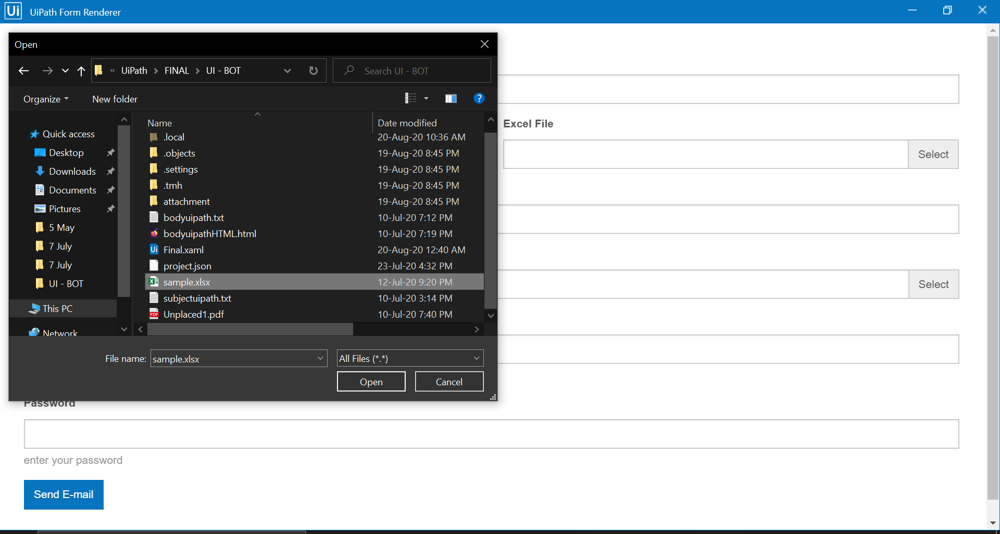 Ui UiPath Form Renderer
Open
« UiPath > FINAL > UI - BOT
Search UI - BOT
Organize
New folder
?
Name
Date modified
Quick access
Desktop
Downloads
Documents
Pictures
5 May
7 July
7 July
UI - BOT
This PC
Network
.local 20-Aug-20 10:36 AM
.objects 19-Aug-20 8:45 PM
.settings 19-Aug-20 8:45 PM
.tmh 19-Aug-20 8:45 PM
attachment 19-Aug-20 8:45 PM
bodyuipath.txt 10-Jul-20 7:12 PM
bodyuipathHTML.html 10-Jul-20 7:19 PM
Ui Final.xaml 20-Aug-20 12:40 AM
project.json 23-Jul-20 4:32 PM
sample.xlsx 12-Jul-20 9:20 PM
subjectuipath.txt 10-Jul-20 3:14 PM
PDF Unplaced1.pdf 10-Jul-20 7:40 PM
File name: sample.xlsx
All Files (*.*)
Open
Cancel
Excel File
Select
Select
Password
enter your password
Send E-mail